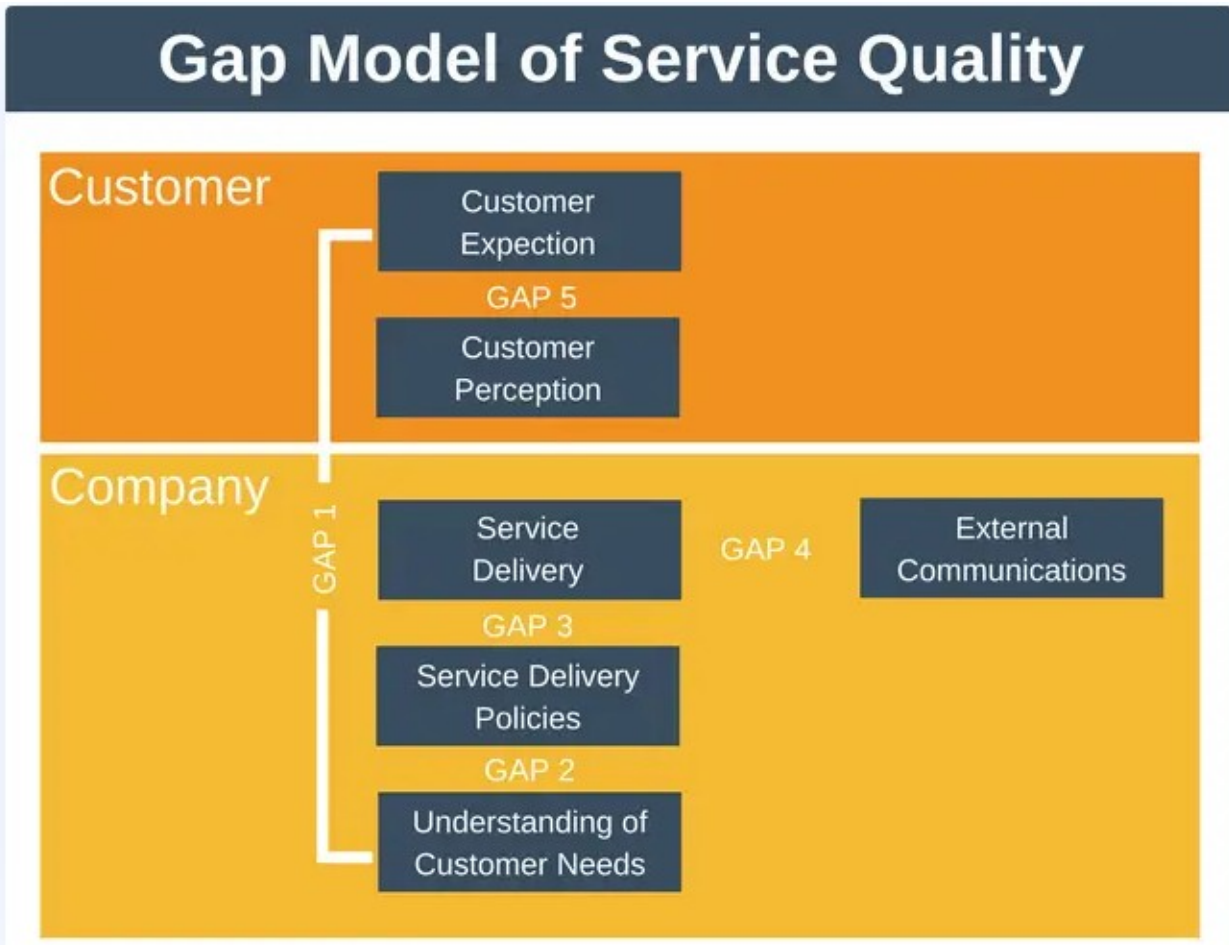 Gap Model of Service Quality
Customer
Customer
Expection
GAP 5
Customer
Perception
Company
GAP 1
Service
Delivery
GAP 4
External
Communications
GAP 3
Service Delivery
Policies
GAP 2
Understanding of
Customer Needs